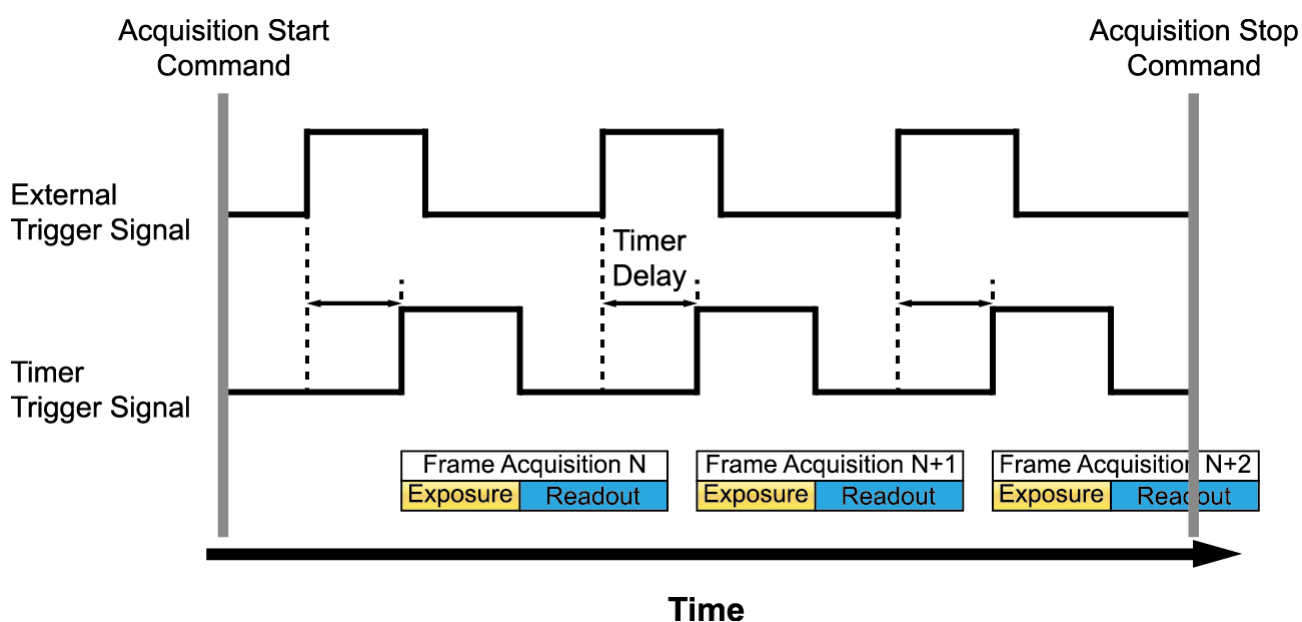 Acquisition Start
Command
Acquisition Stop
Command
External
Trigger Signal
Timer
Delay
Timer
Trigger Signal
Frame Acquisition N
Exposure
Readout
Frame Acquisition N+1
Exposure
Readout
Frame Acquisition N+2
Exposure
Readout
Time